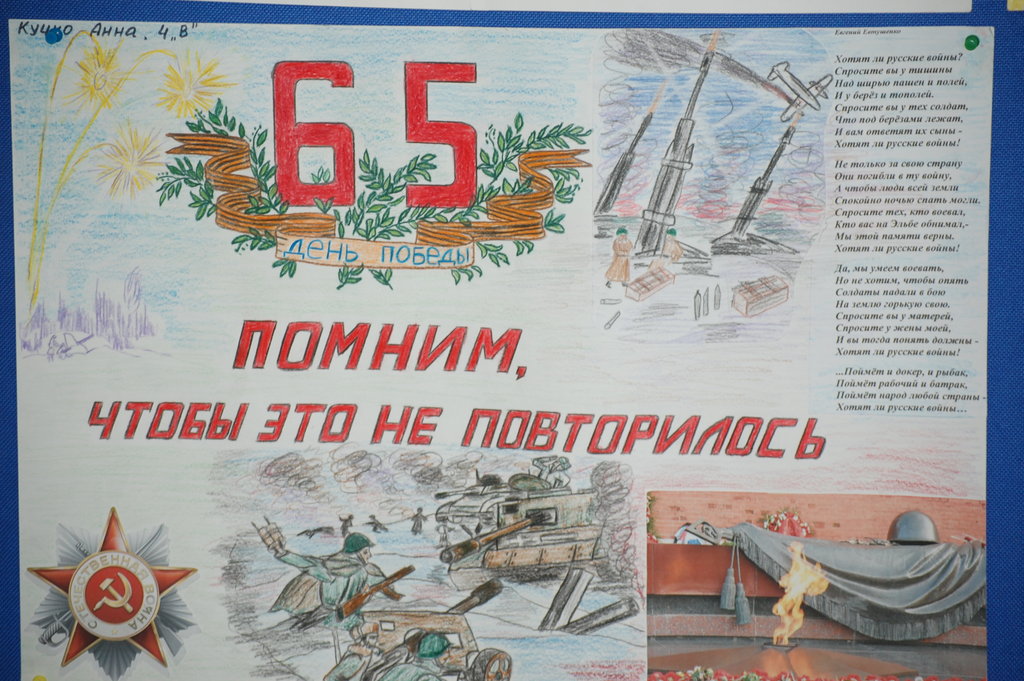 Кучко Анна. 4 „В"
65
ДЕНЬ ПОБЕДЫ
ПОМНИМ,
ЧТОБЫ ЭТО НЕ ПОВТОРИЛОСЬ
Евгений Евтушенко
Хотят ли русские войны?
Спросите вы у тишины
Над ширью пашен и полей,
И у берёз и тополей.
Спросите вы у тех солдат,
Что под берёзами лежат,
И вам ответят их сыны -
Хотят ли русские войны!
Не только за свою страну
Они погибли в ту войну,
А чтобы люди всей земли
Спокойно ночью спать могли.
Спросите тех, кто воевал,
Кто вас на Эльбе обнимал,-
Мы этой памяти верны.
Хотят ли русские войны!
Да, мы умеем воевать,
Но не хотим, чтобы опять
Солдаты падали в бою
На землю горькую свою.
Спросите вы у матерей,
Спросите у жены моей,
И вы тогда понять должны -
Хотят ли русские войны!
...Поймёт и докер, и рыбак,
Поймёт рабочий и батрак,
Поймёт народ любой страны -
Хотят ли русские войны...
ОТЕЧЕСТВЕННАЯ ВОЙНА